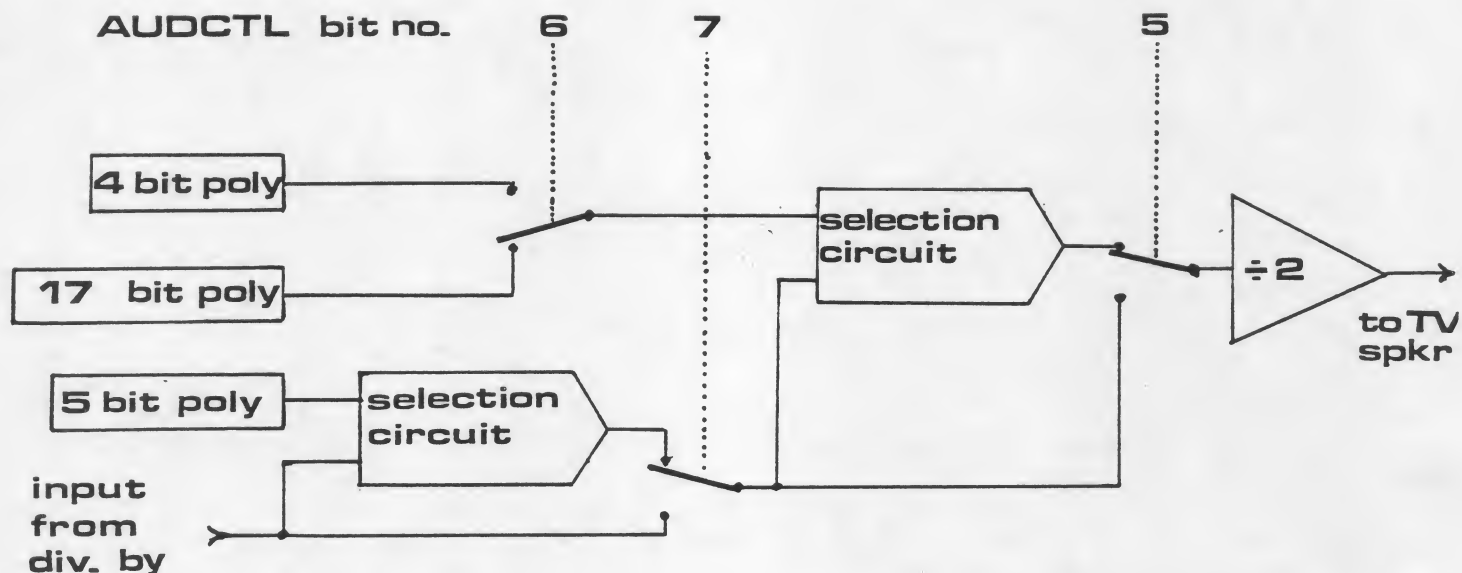 AUDCTL bit no. 6 7 5
4 bit poly
17 bit poly
selection
circuit
÷2
to TV
spkr
5 bit poly
selection
circuit
input
from
div. by